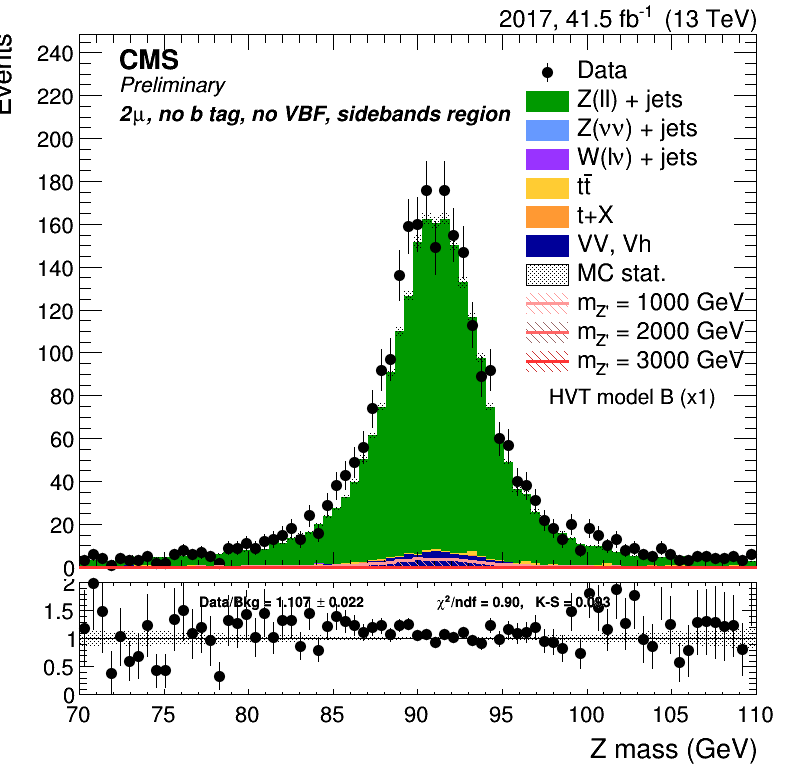 2017, 41.5 fb⁻¹ (13 TeV)
Events
CMS
Preliminary
2μ, no b tag, no VBF, sidebands region
Data
Z(ll) + jets
Z(νν) + jets
W(lν) + jets
tt̄
t+X
VV, Vh
MC stat.
m_Z' = 1000 GeV
m_Z' = 2000 GeV
m_Z' = 3000 GeV
HVT model B (x1)
240
220
200
180
160
140
120
100
80
60
40
20
0
Data/Bkg = 1.107 ± 0.022 χ²/ndf = 0.90, K-S = 0.093
2
1.5
1
0.5
0
70 75 80 85 90 95 100 105 110
Z mass (GeV)